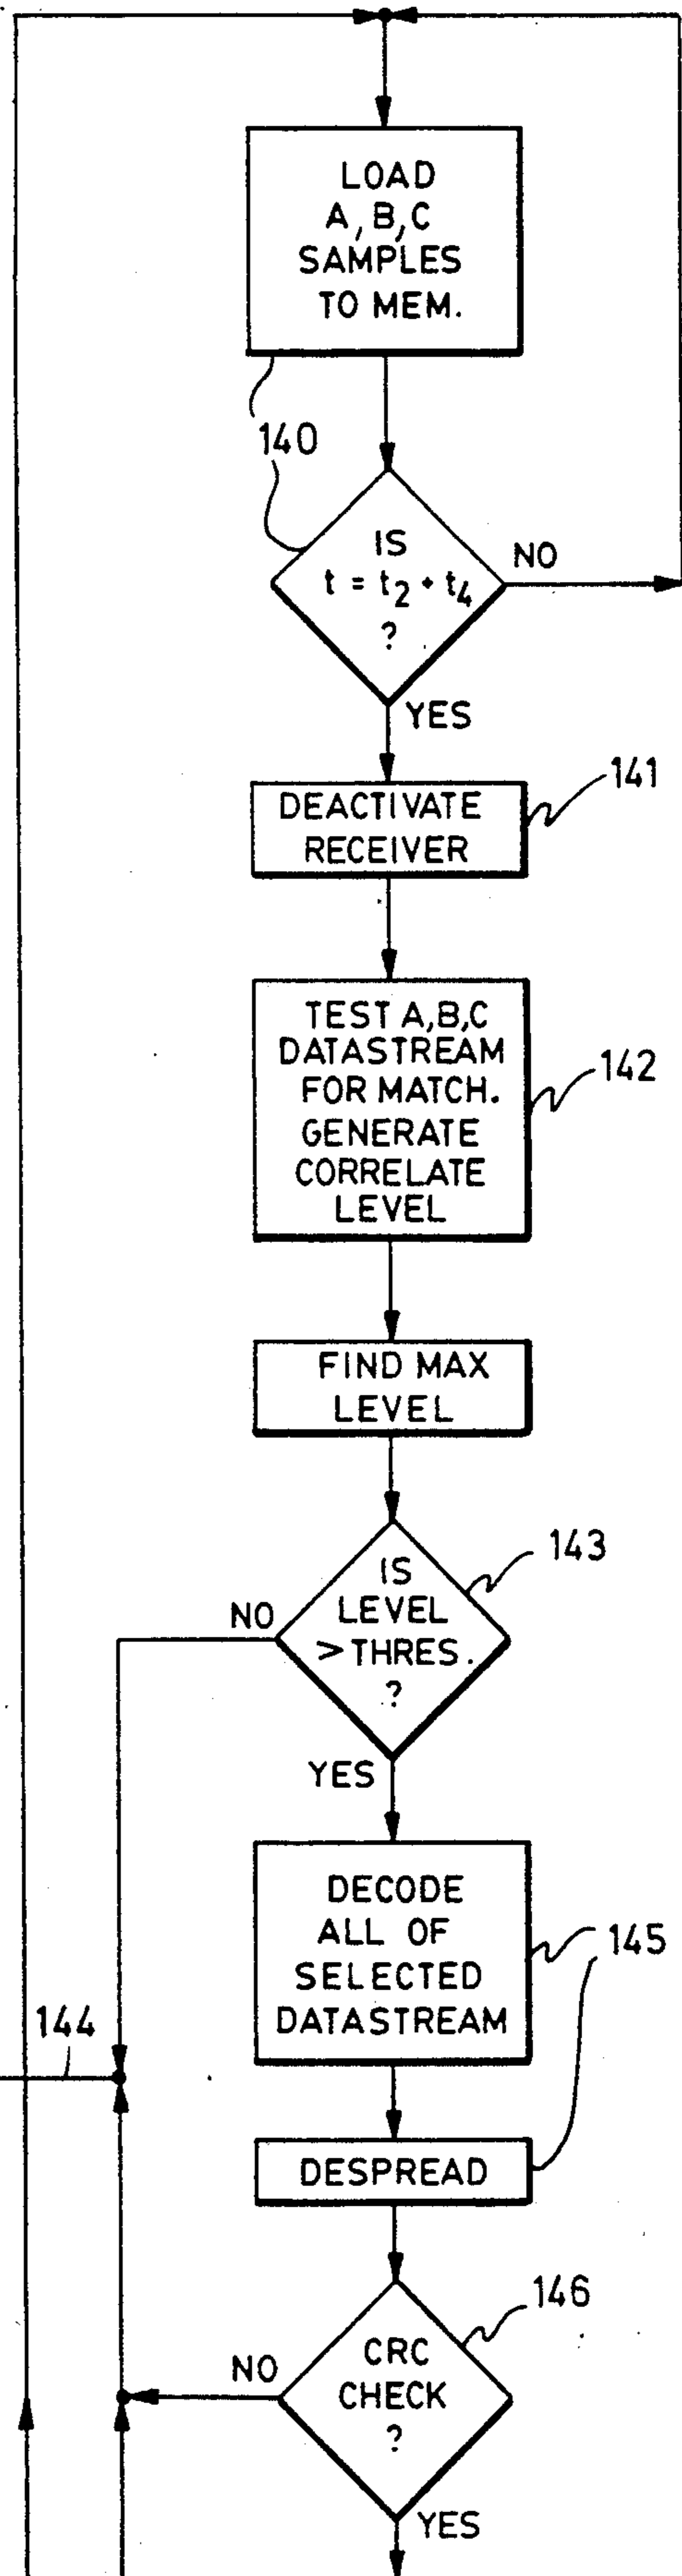 LOAD
A, B, C
SAMPLES
TO MEM.
140
IS
t = t2 + t4
?
NO
YES
DEACTIVATE
RECEIVER
141
TEST A,B,C
DATASTREAM
FOR MATCH.
GENERATE
CORRELATE
LEVEL
142
FIND MAX
LEVEL
IS
LEVEL
> THRES.
?
143
NO
YES
DECODE
ALL OF
SELECTED
DATASTREAM
145
144
DESPREAD
CRC
CHECK
?
146
NO
YES